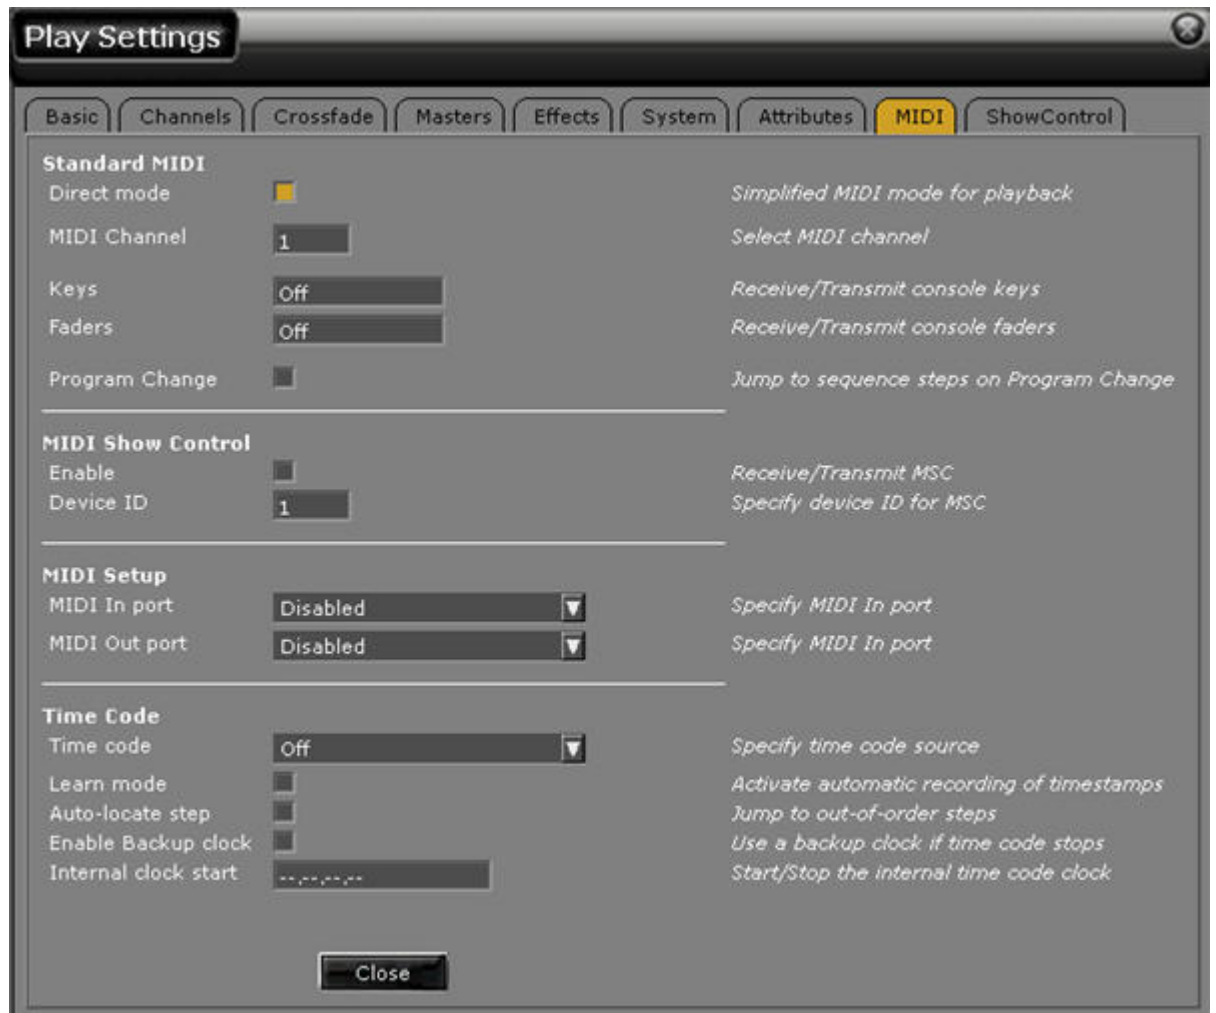 Play Settings
Basic Channels Crossfade Masters Effects System Attributes MIDI ShowControl
Standard MIDI
Direct mode Simplified MIDI mode for playback
MIDI Channel 1 Select MIDI channel
Keys Off Receive/Transmit console keys
Faders Off Receive/Transmit console faders
Program Change Jump to sequence steps on Program Change
MIDI Show Control
Enable Receive/Transmit MSC
Device ID 1 Specify device ID for MSC
MIDI Setup
MIDI In port Disabled Specify MIDI In port
MIDI Out port Disabled Specify MIDI In port
Time Code
Time code Off Specify time code source
Learn mode Activate automatic recording of timestamps
Auto-locate step Jump to out-of-order steps
Enable Backup clock Use a backup clock if time code stops
Internal clock start --.--.--.-- Start/Stop the internal time code clock
Close